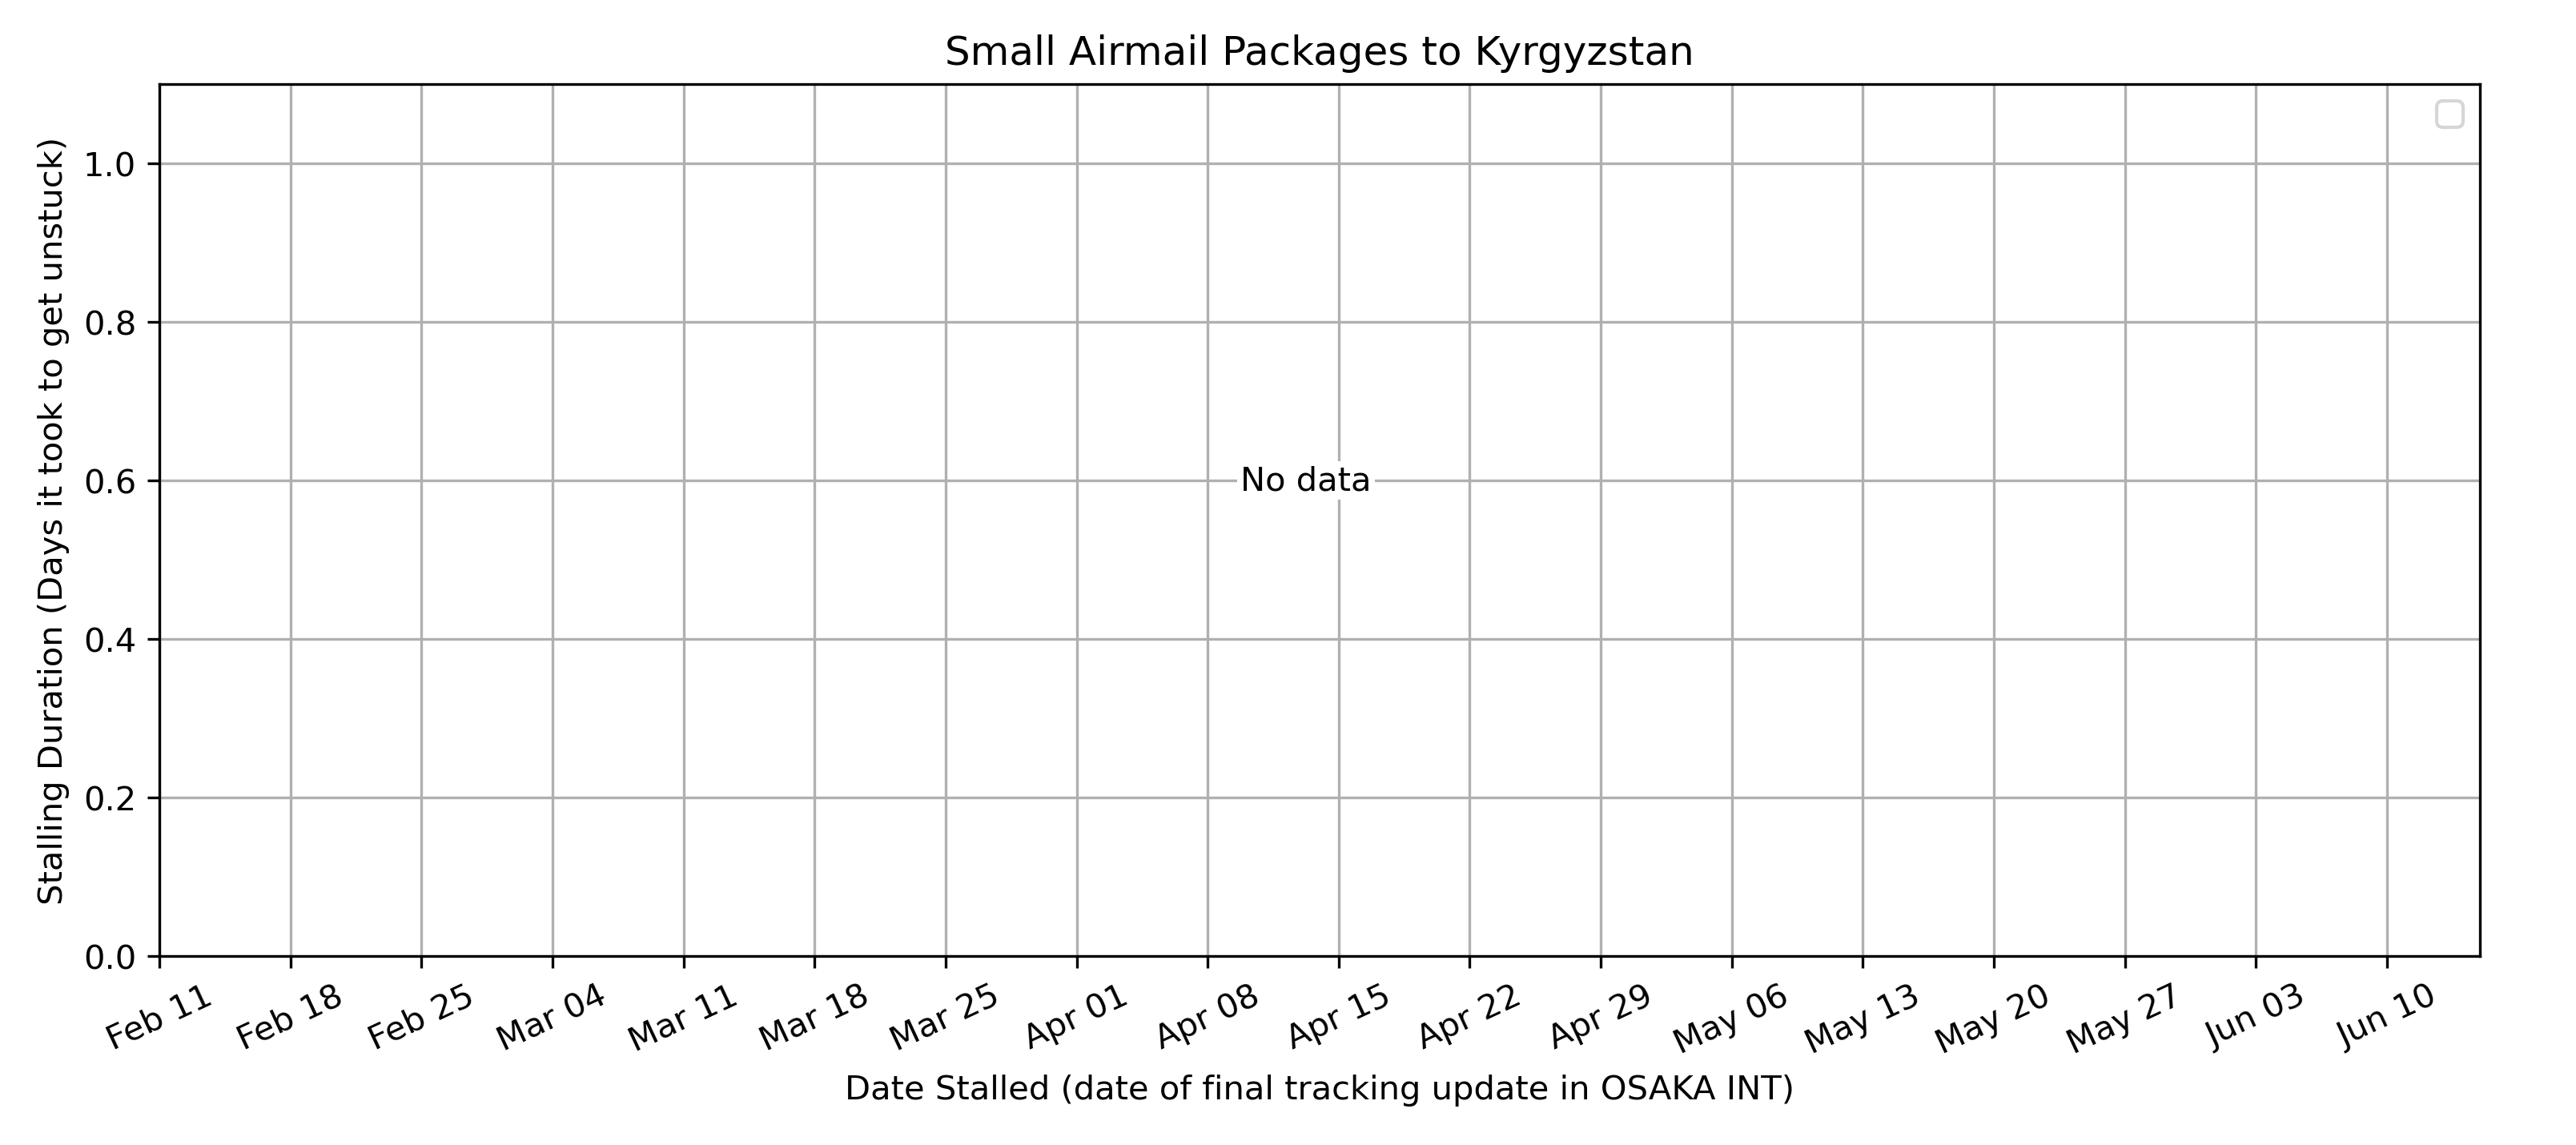 Small Airmail Packages to Kyrgyzstan
Stalling Duration (Days it took to get unstuck)
1.0
0.8
0.6
0.4
0.2
0.0
No data
Feb 11 Feb 18 Feb 25 Mar 04 Mar 11 Mar 18 Mar 25 Apr 01 Apr 08 Apr 15 Apr 22 Apr 29 May 06 May 13 May 20 May 27 Jun 03 Jun 10
Date Stalled (date of final tracking update in OSAKA INT)